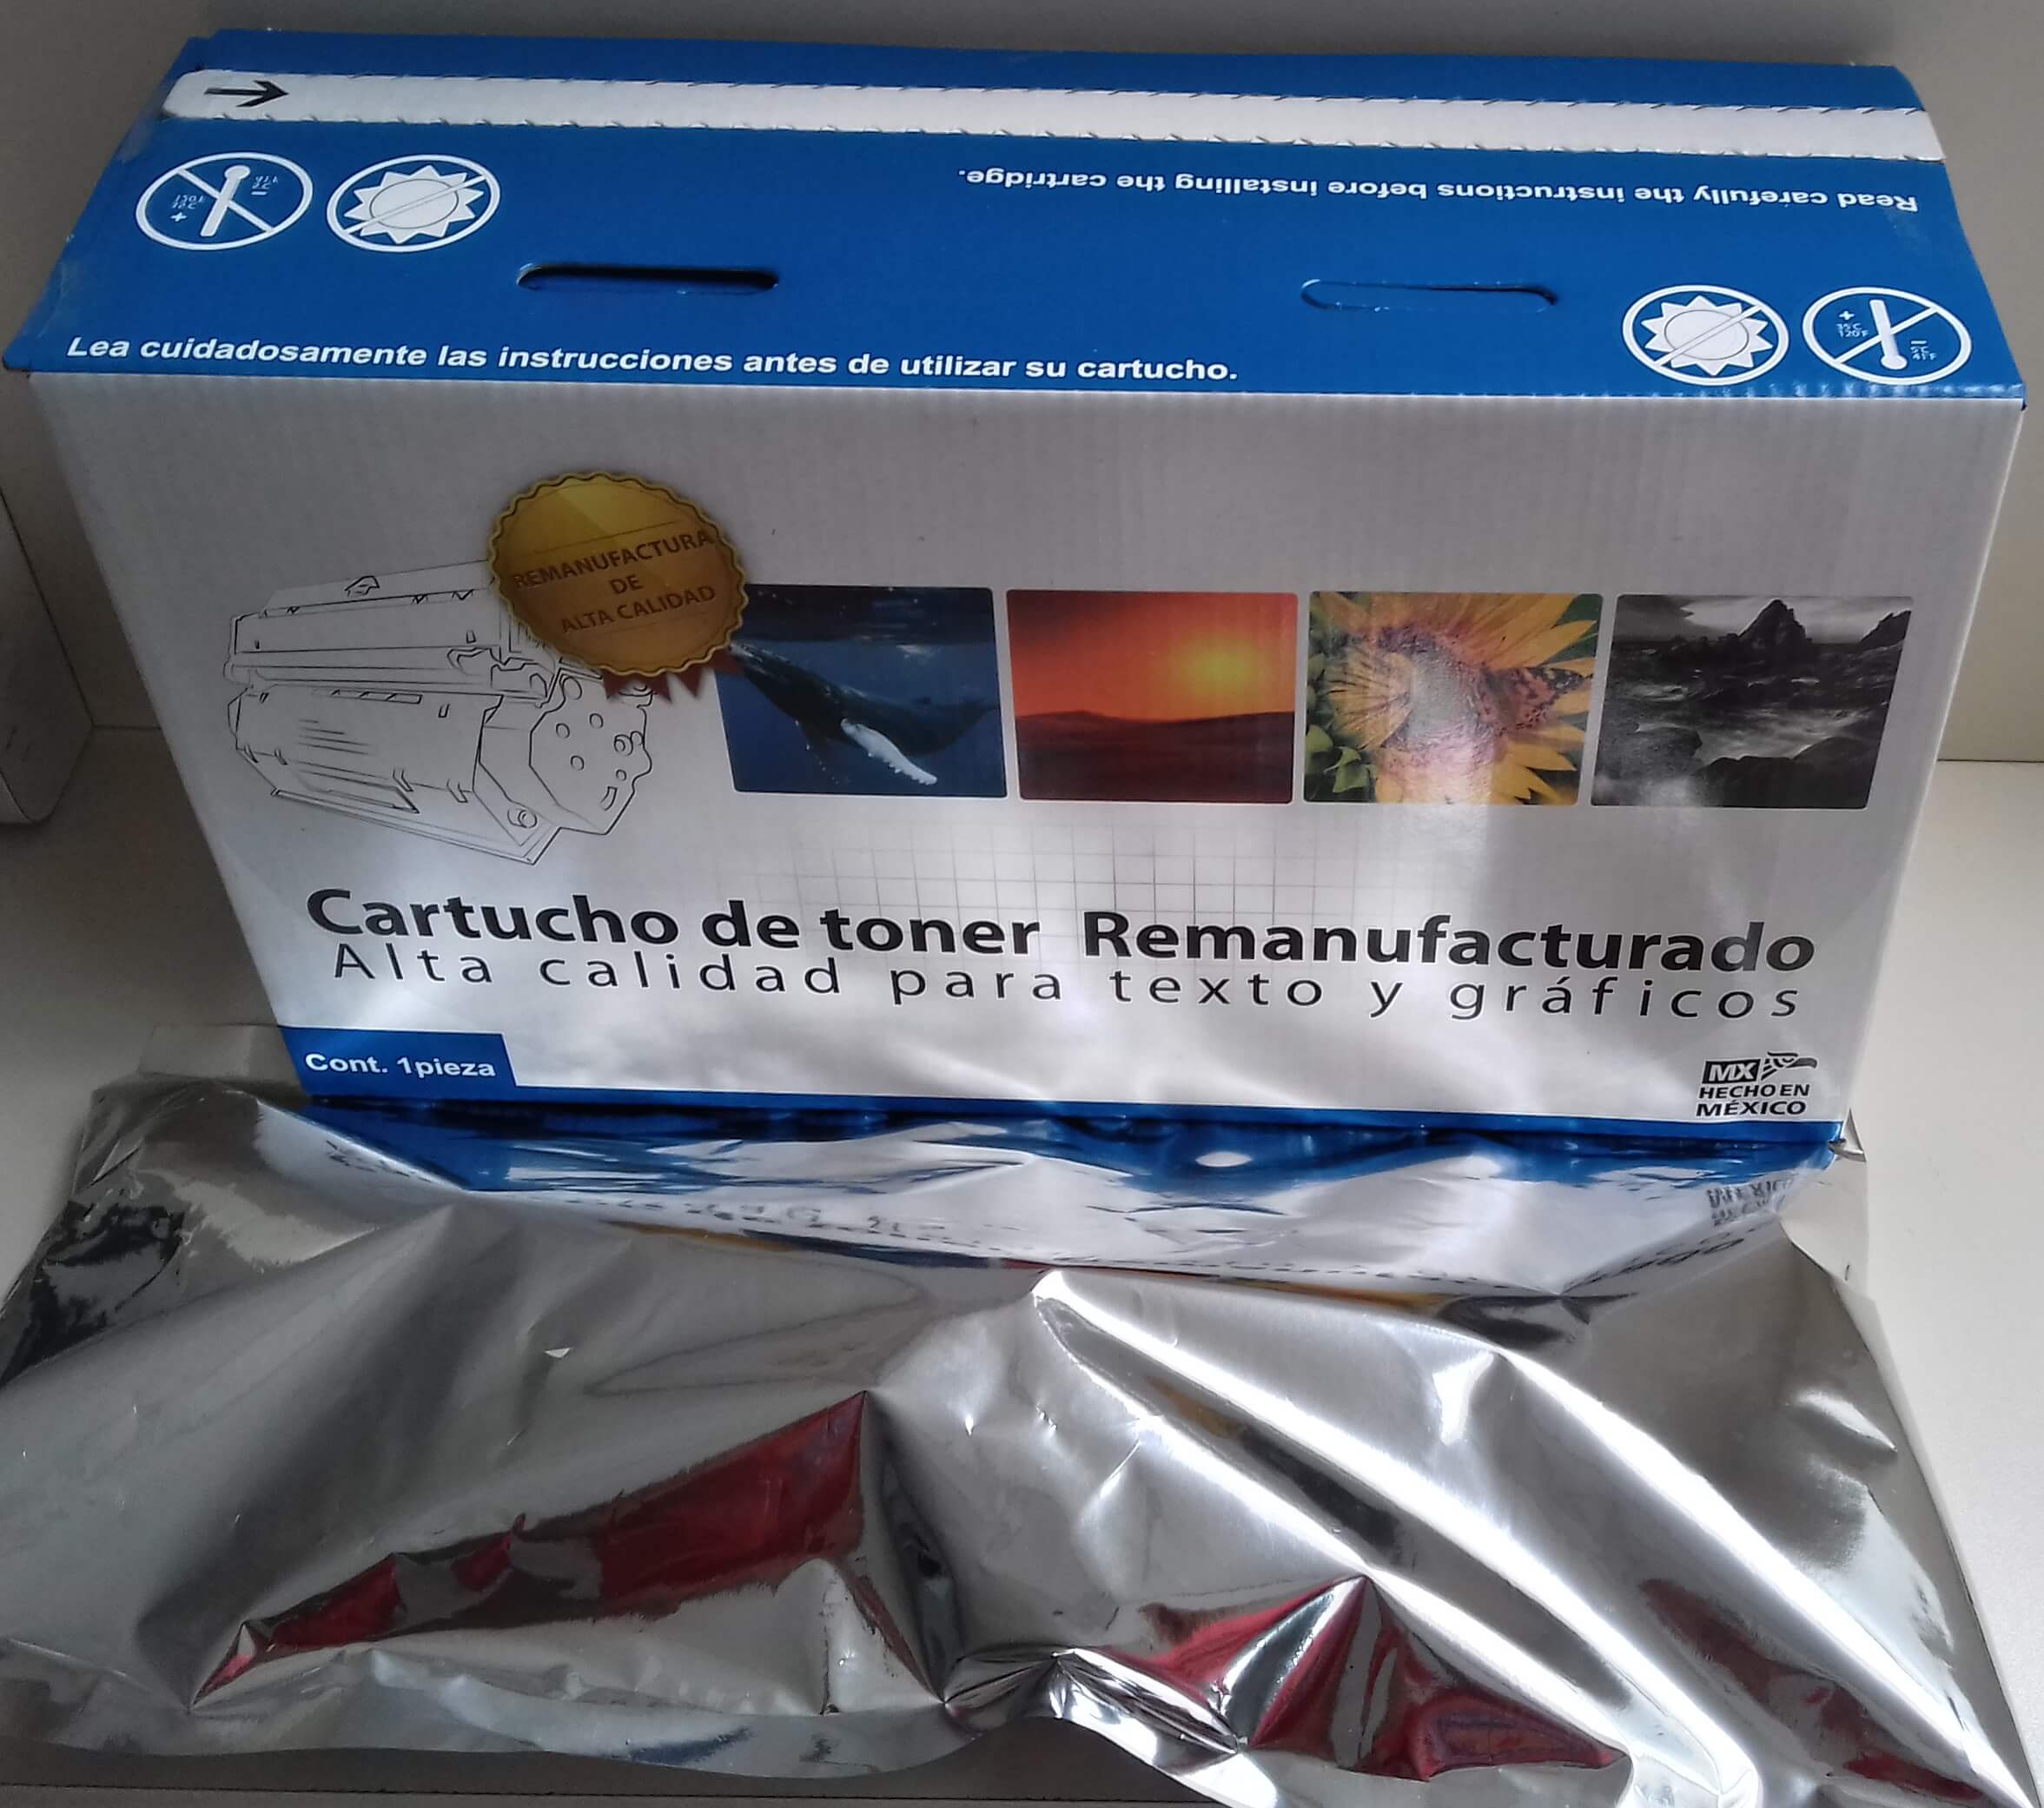 Read carefully the instructions before installing the cartridge.
Lea cuidadosamente las instrucciones antes de utilizar su cartucho.
REMANUFACTURA
DE
ALTA CALIDAD
Cartucho de toner Remanufacturado
Alta calidad para texto y gráficos
Cont. 1pieza
MX
HECHO EN
MÉXICO